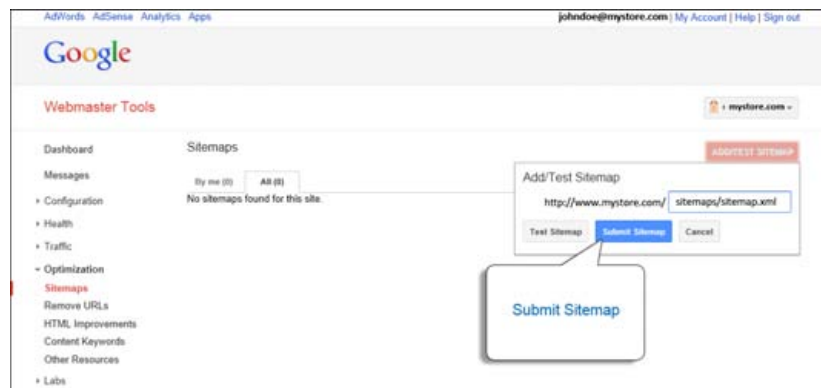 AdWords AdSense Analytics Apps
johndoe@mystore.com | My Account | Help | Sign out
Google
Webmaster Tools
mystore.com
Dashboard
Messages
Configuration
Health
Traffic
Optimization
Sitemaps
Remove URLs
HTML Improvements
Content Keywords
Other Resources
Labs
Sitemaps
ADD/TEST SITEMAP
By me (0) All (0)
No sitemaps found for this site.
Add/Test Sitemap
http://www.mystore.com/ sitemaps/sitemap.xml
Test Sitemap Submit Sitemap Cancel
Submit Sitemap